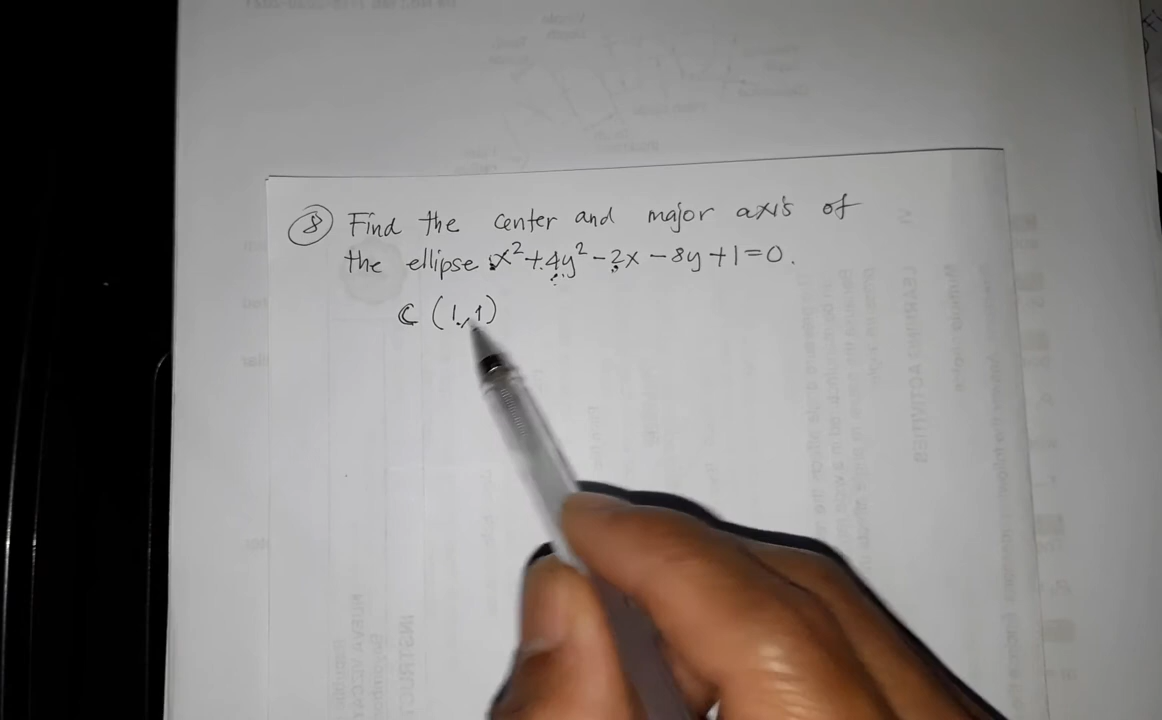 8 Find the center and major axis of
the ellipse x²+4y²-2x-8y+1=0.
C (1,1)